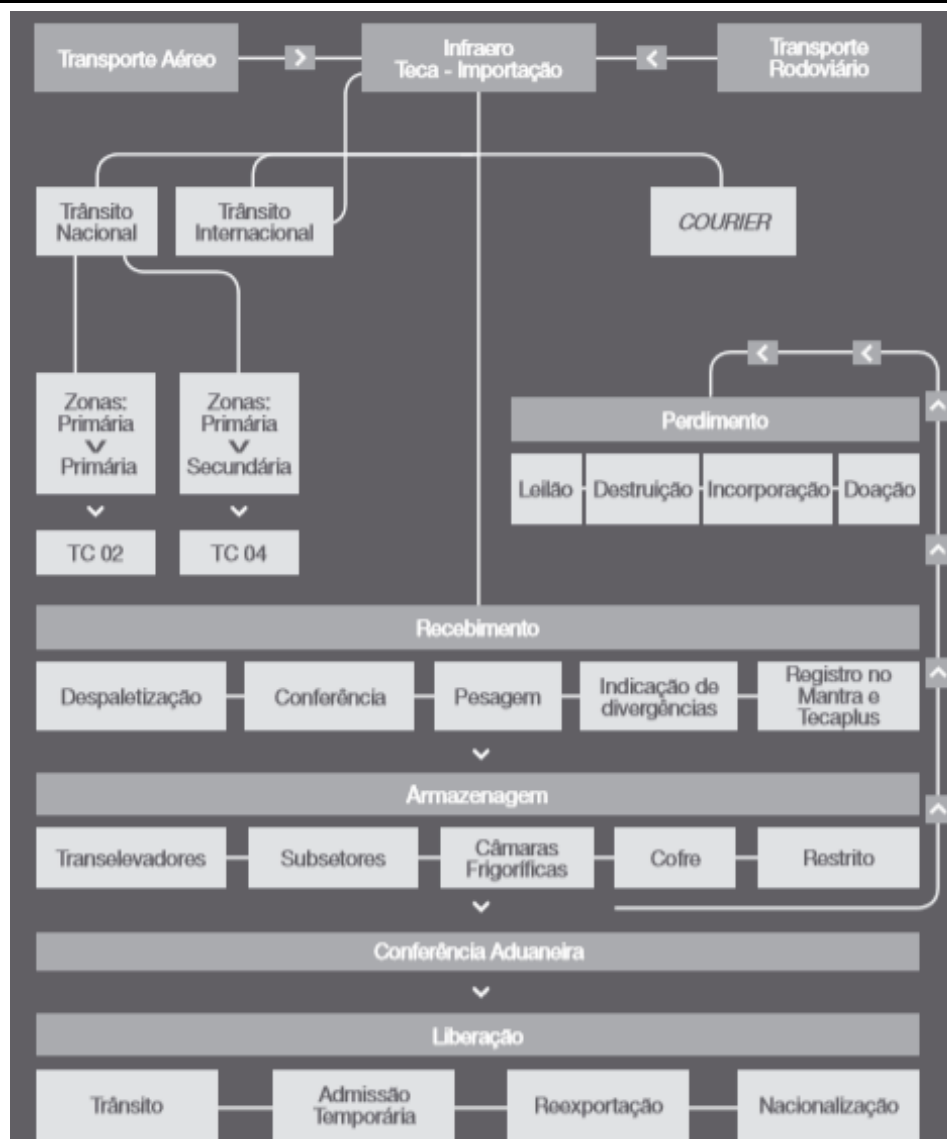 Transporte Aéreo
Infraero
Teca - Importação
Transporte
Rodoviário
Trânsito
Nacional
Trânsito
Internacional
COURIER
Zonas:
Primária
Primária
Zonas:
Primária
Secundária
TC 02
TC 04
Perdimento
Leilão
Destruição
Incorporação
Doação
Recebimento
Despaletização
Conferência
Pesagem
Indicação de
divergências
Registro no
Mantra e
Tecaplus
Armazenagem
Transelevadores
Subsetores
Câmaras
Frigoríficas
Cofre
Restrito
Conferência Aduaneira
Liberação
Trânsito
Admissão
Temporária
Reexportação
Nacionalização